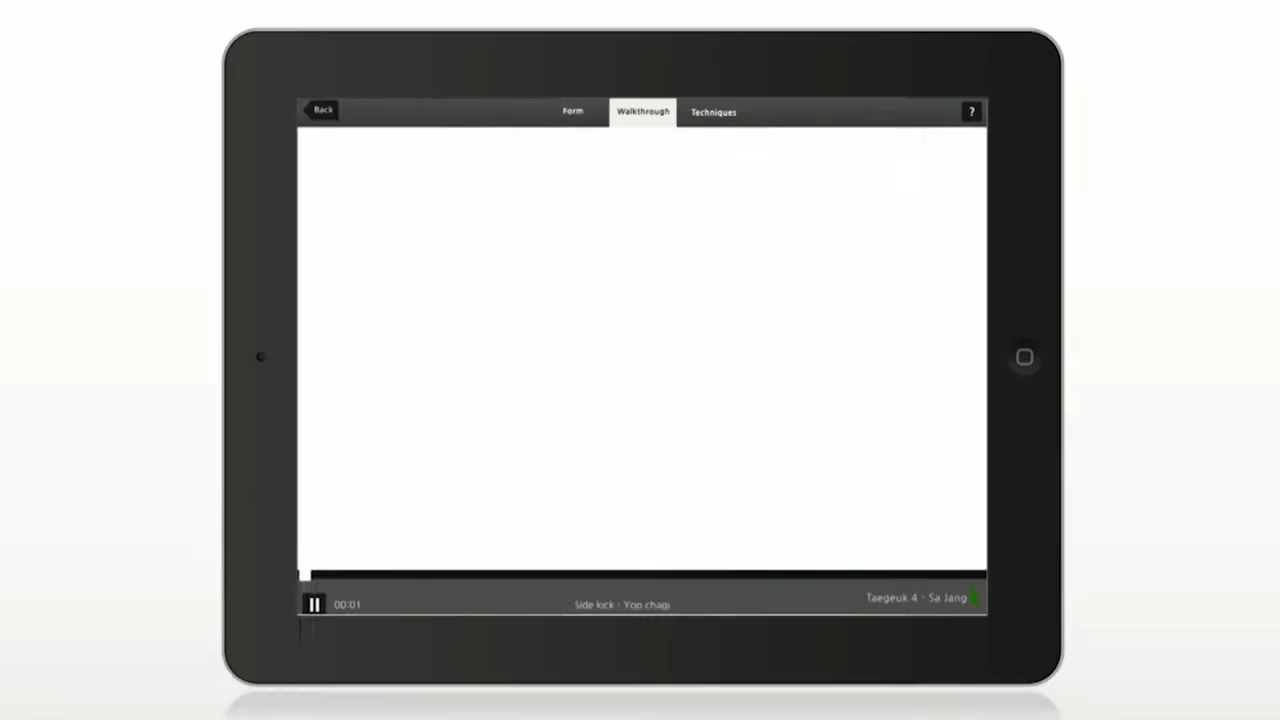 Back
Form
Walkthrough
Techniques
?
00:01
Side kick · Yop chagi
Taegeuk 4 · Sa Jang